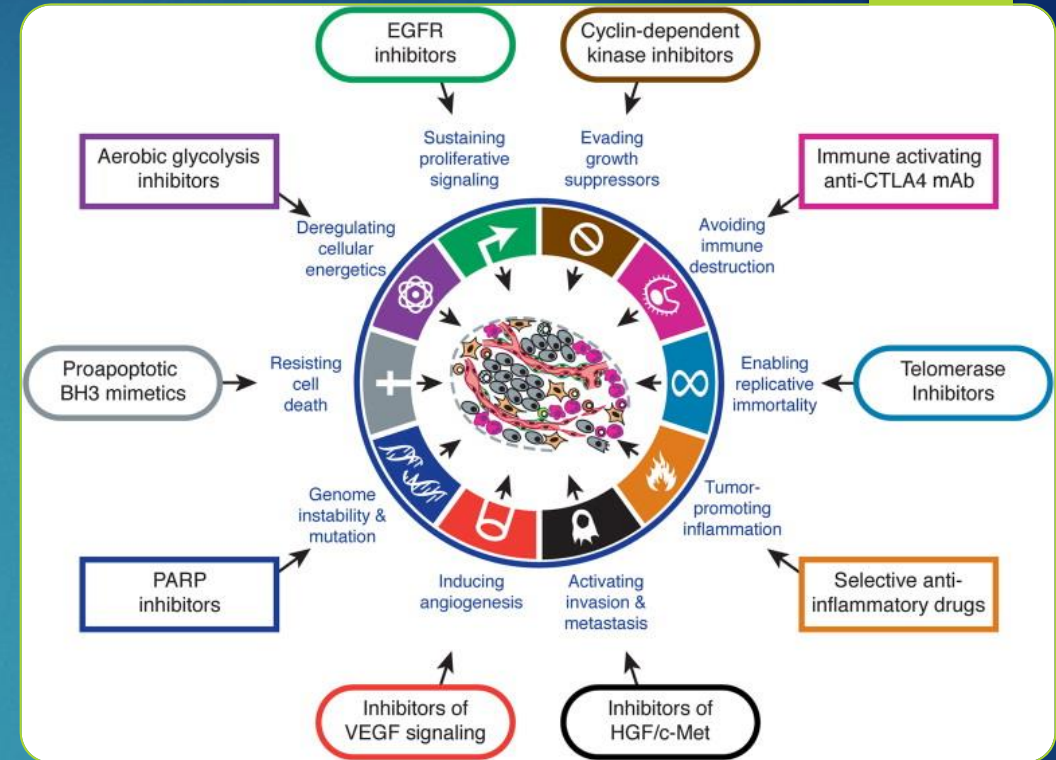 EGFR
inhibitors
Cyclin-dependent
kinase inhibitors
Sustaining
proliferative
signaling
Evading
growth
suppressors
Aerobic glycolysis
inhibitors
Immune activating
anti-CTLA4 mAb
Deregulating
cellular
energetics
Avoiding
immune
destruction
Proapoptotic
BH3 mimetics
Resisting
cell
death
Enabling
replicative
immortality
Telomerase
Inhibitors
Genome
instability &
mutation
Tumor-
promoting
inflammation
PARP
inhibitors
Inducing
angiogenesis
Activating
invasion &
metastasis
Selective anti-
inflammatory drugs
Inhibitors of
VEGF signaling
Inhibitors of
HGF/c-Met